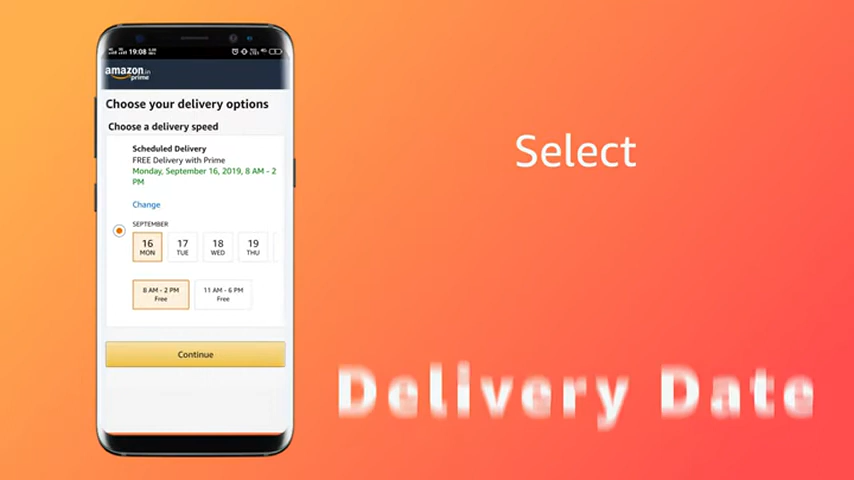 19:08
amazon.in
prime
Choose your delivery options
Choose a delivery speed
Scheduled Delivery
FREE Delivery with Prime
Monday, September 16, 2019, 8 AM - 2
PM
Change
SEPTEMBER
16 17 18 19
MON TUE WED THU
8 AM - 2 PM 11 AM - 6 PM
Free Free
Continue
Select
Delivery Date